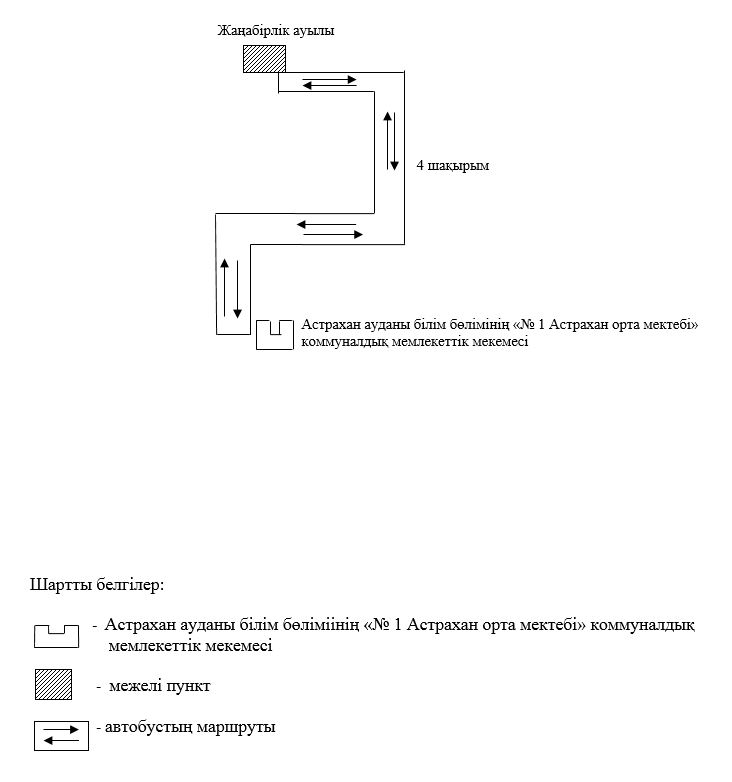 Жаңабірлік ауылы
4 шақырым
Астрахан ауданы білім бөлімінің «№ 1 Астрахан орта мектебі»
коммуналдық мемлекеттік мекемесі
Шартты белгілер:
- Астрахан ауданы білім бөліміінің «№ 1 Астрахан орта мектебі» коммуналдық
мемлекеттік мекемесі
- межелі пункт
- автобустың маршруты